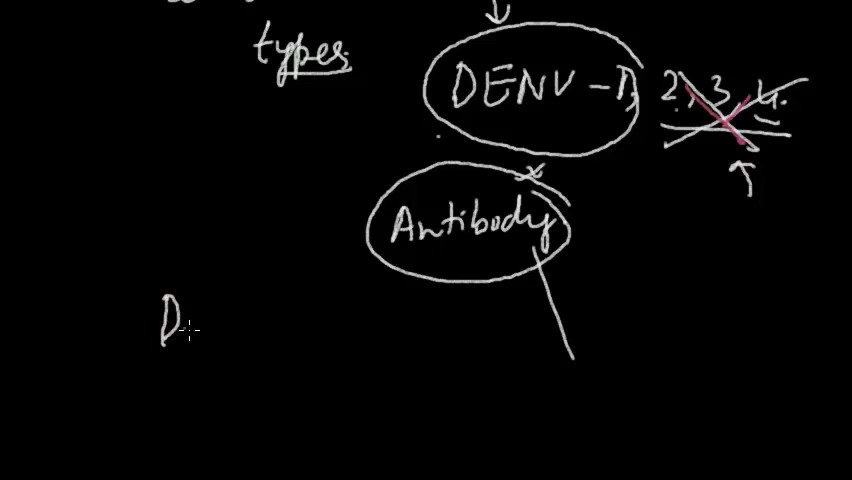 types
DENV-1, 2, 3, 4.
Antibody
D